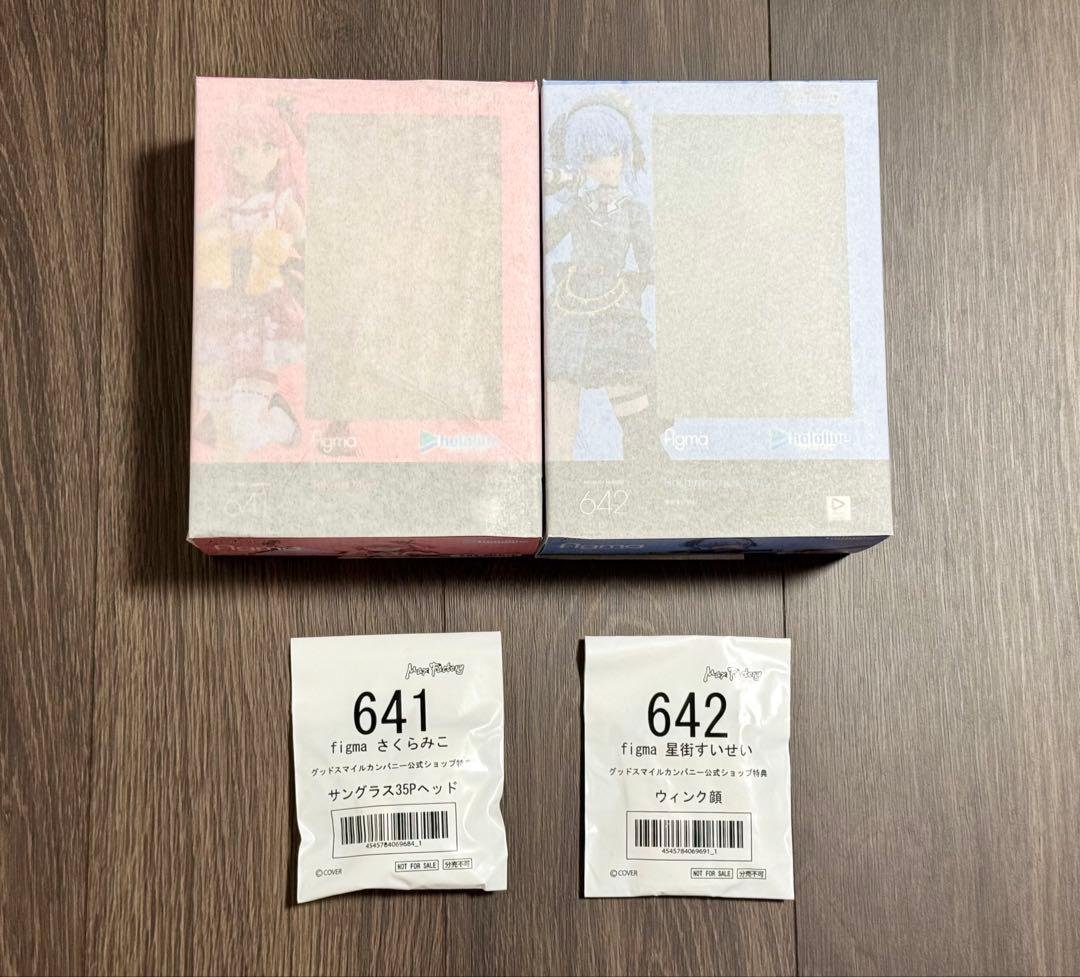 figma
hololive
641
figma
hololive
642
figma
figma
Max Factory
641
figma さくらみこ
グッドスマイルカンパニー公式ショップ特典
サングラス35Pヘッド
4545784069684_1
NOT FOR SALE 分売不可
©COVER
Max Factory
642
figma 星街すいせい
グッドスマイルカンパニー公式ショップ特典
ウィンク顔
4545784069691_1
NOT FOR SALE 分売不可
©COVER